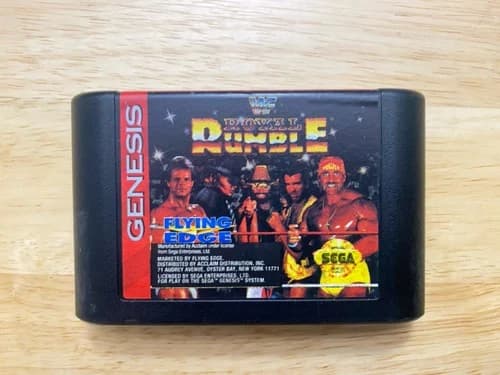 GENESIS
WF
ROYAL
RUMBLE
FLYING
EDGE
Manufactured by Acclaim under license
from Sega Enterprises, Ltd.
MARKETED BY FLYING EDGE.
DISTRIBUTED BY ACCLAIM DISTRIBUTION, INC.
71 AUDREY AVENUE, OYSTER BAY, NEW YORK 11771
LICENSED BY SEGA ENTERPRISES, LTD.
FOR PLAY ON THE SEGA™ GENESIS™ SYSTEM.
SEGA